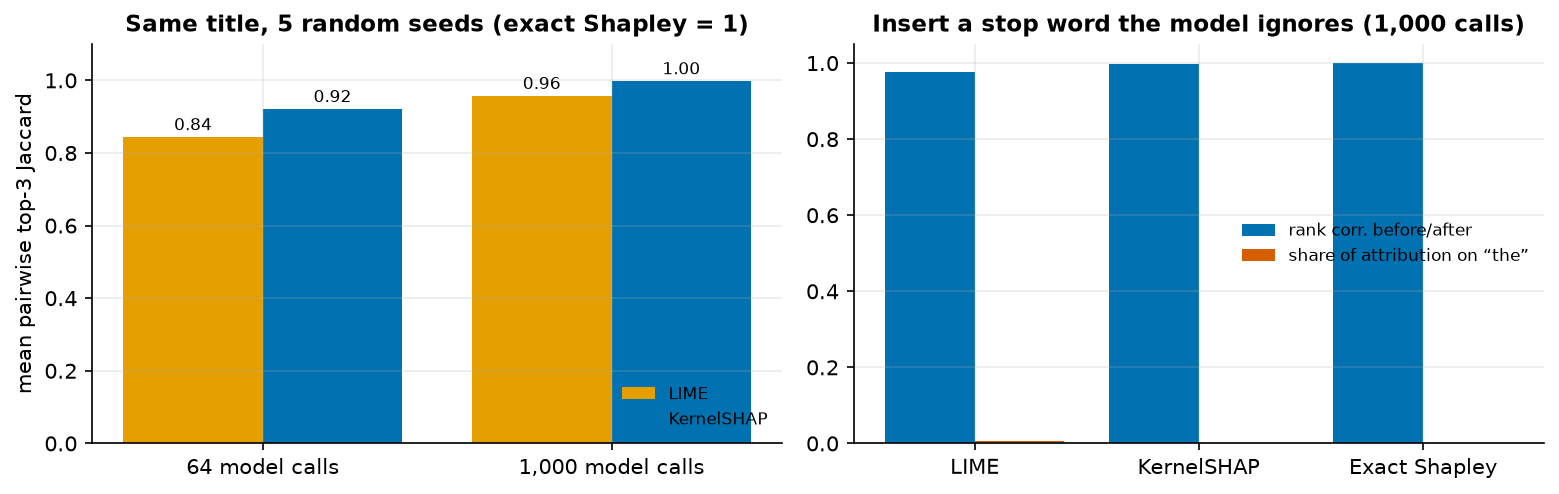 Same title, 5 random seeds (exact Shapley = 1)
mean pairwise top-3 Jaccard
1.0
0.8
0.6
0.4
0.2
0.0
0.84
0.92
0.96
1.00
LIME
KernelSHAP
64 model calls
1,000 model calls
Insert a stop word the model ignores (1,000 calls)
1.0
0.8
0.6
0.4
0.2
0.0
rank corr. before/after
share of attribution on “the”
LIME
KernelSHAP
Exact Shapley